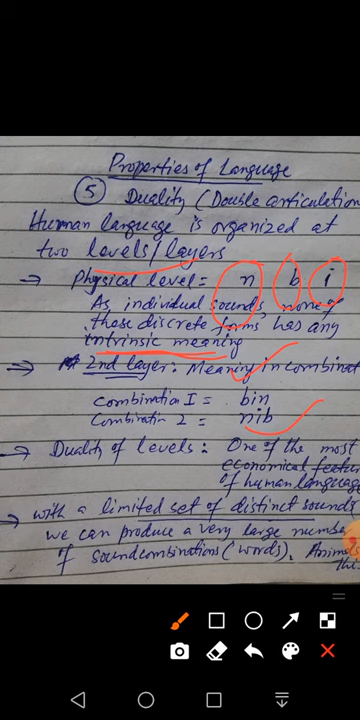 Properties of Language
5 Duality (Double articulation
Human language is organized at
two levels/layers
→ Physical level = n b i
As individual sounds, none of
these discrete forms has any
intrinsic meaning
→ 2nd layer: Meaning in combinat
Combination I = bin
Combination 2 = nib
→ Duality of levels: One of the most
economical featur
of human language
→ with a limited set of distinct sounds
we can produce a very large number
of sound combinations (words). Animals